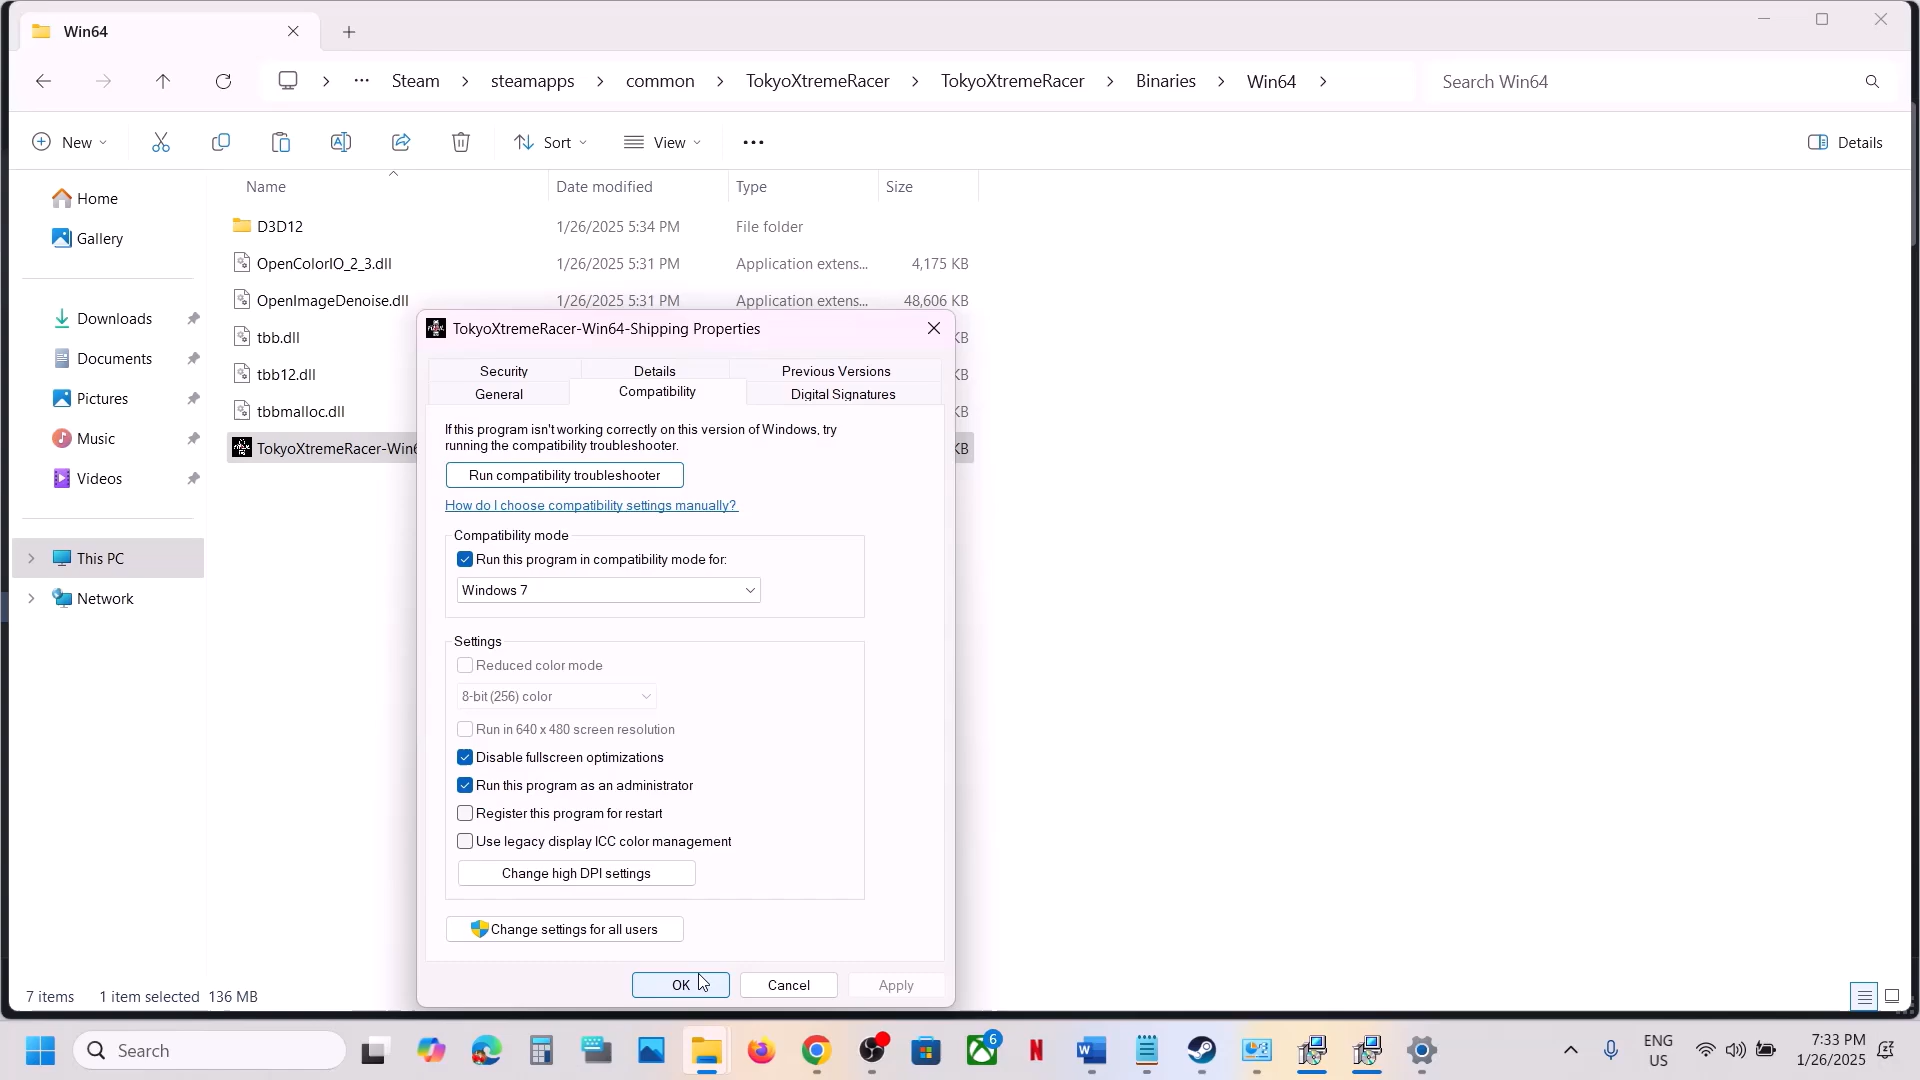 Win64
Steam
steamapps
common
TokyoXtremeRacer
TokyoXtremeRacer
Binaries
Win64
Search Win64
New
Sort
View
Details
Name
Date modified
Type
Size
Home
Gallery
Downloads
Documents
Pictures
Music
Videos
This PC
Network
D3D12
1/26/2025 5:34 PM
File folder
OpenColorIO_2_3.dll
1/26/2025 5:31 PM
Application extens...
4,175 KB
OpenImageDenoise.dll
1/26/2025 5:31 PM
Application extens...
48,606 KB
tbb.dll
KB
tbb12.dll
KB
tbbmalloc.dll
KB
TokyoXtremeRacer-Win6
KB
TokyoXtremeRacer-Win64-Shipping Properties
Security
Details
Previous Versions
General
Compatibility
Digital Signatures
If this program isn't working correctly on this version of Windows, try
running the compatibility troubleshooter.
Run compatibility troubleshooter
How do I choose compatibility settings manually?
Compatibility mode
Run this program in compatibility mode for:
Windows 7
Settings
Reduced color mode
8-bit (256) color
Run in 640 x 480 screen resolution
Disable fullscreen optimizations
Run this program as an administrator
Register this program for restart
Use legacy display ICC color management
Change high DPI settings
Change settings for all users
OK
Cancel
Apply
7 items
1 item selected 136 MB
Search
6
ENG
US
7:33 PM
1/26/2025